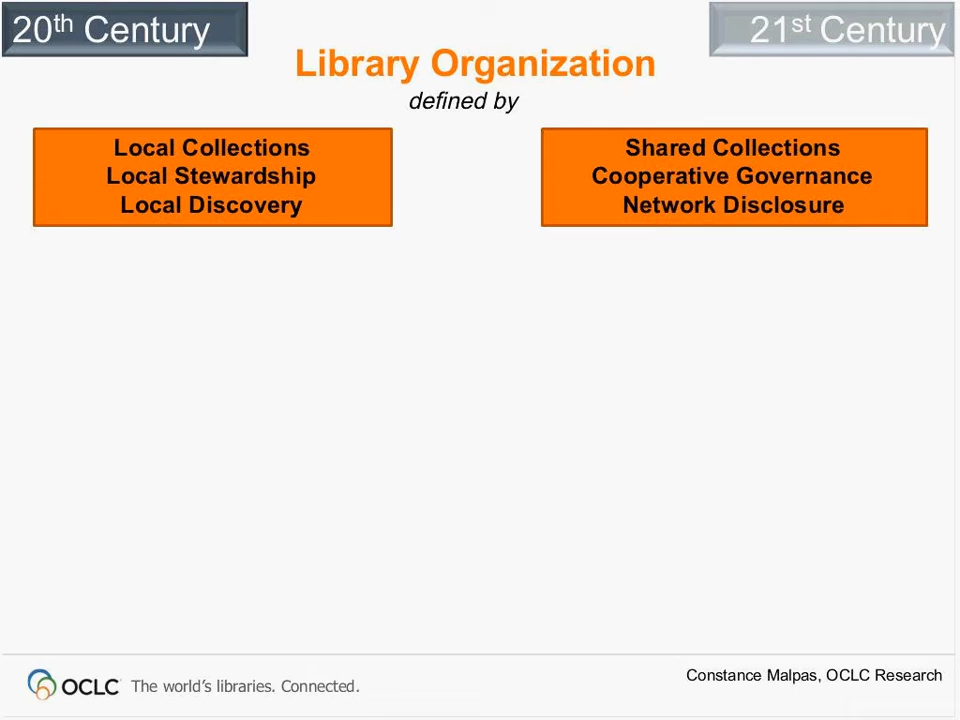 20th Century
21st Century
Library Organization
defined by
Local Collections
Local Stewardship
Local Discovery
Shared Collections
Cooperative Governance
Network Disclosure
OCLC The world's libraries. Connected.
Constance Malpas, OCLC Research